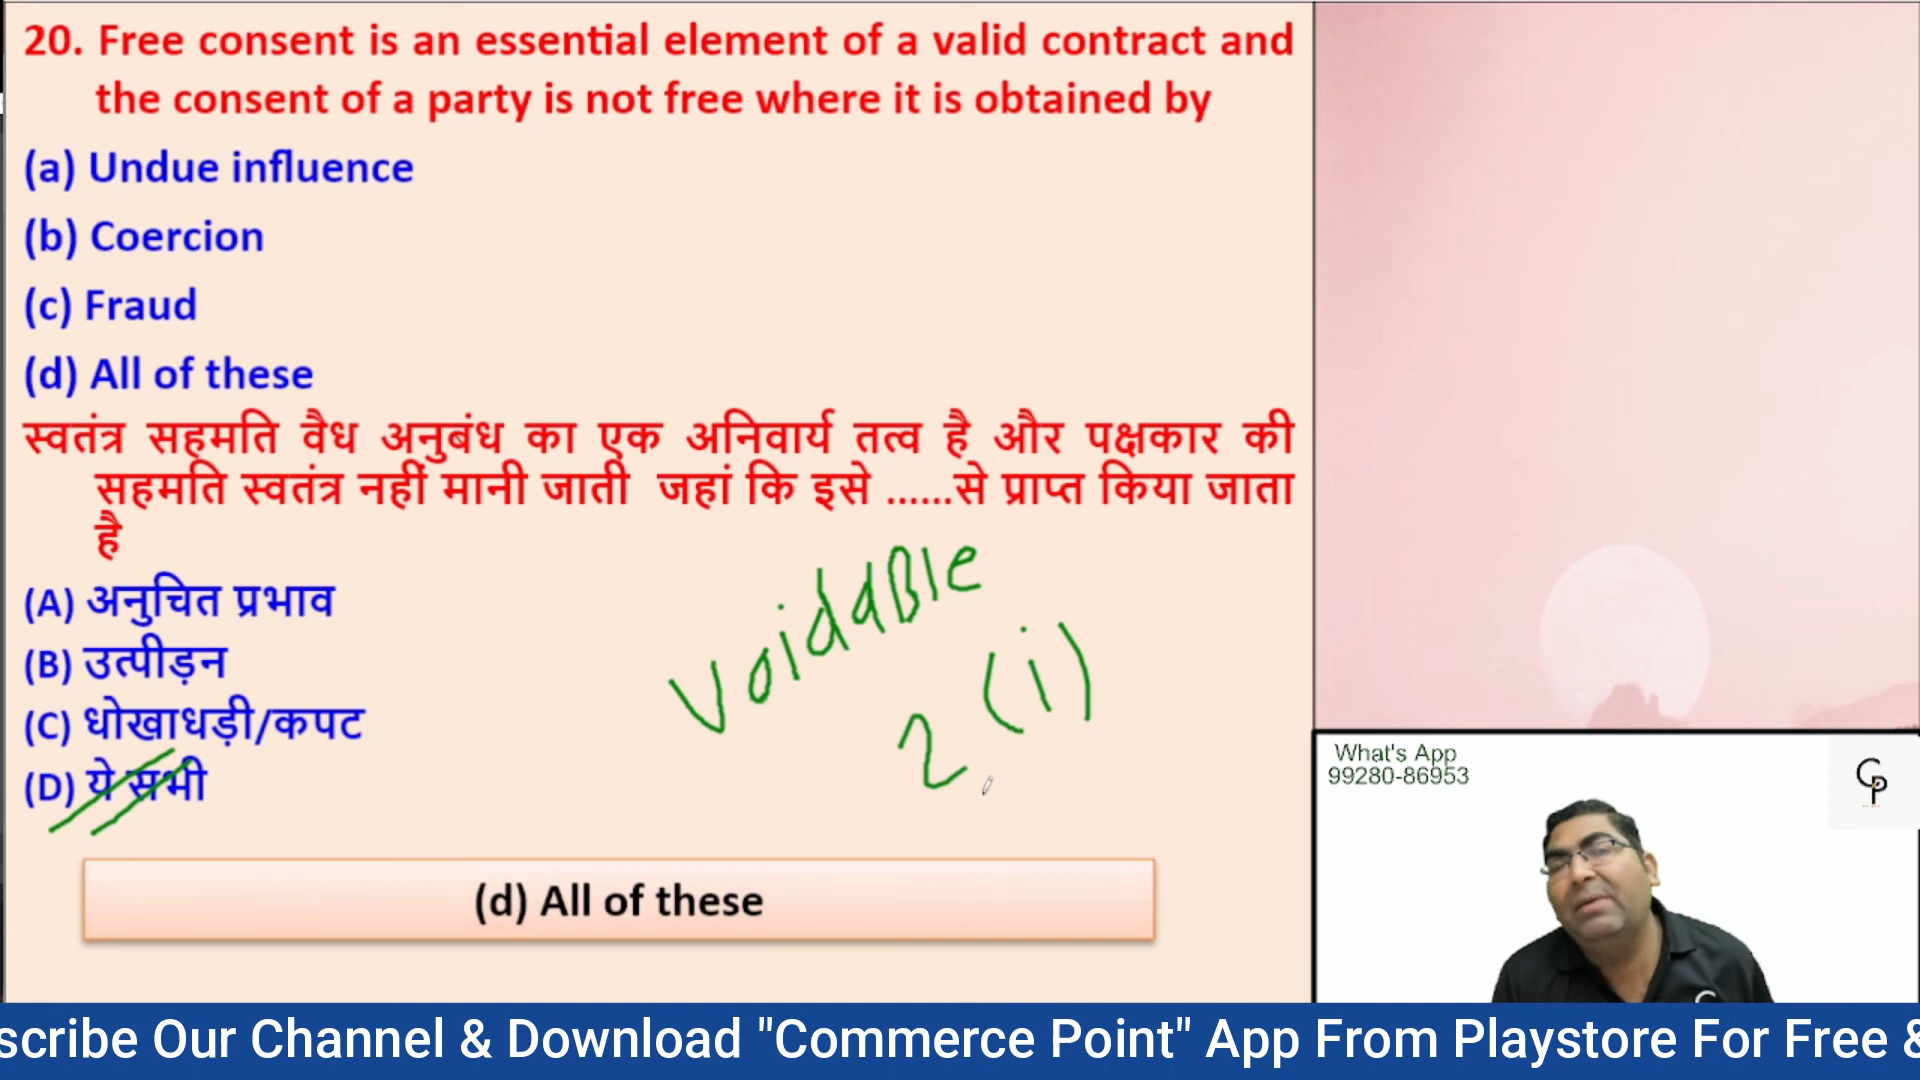 20. Free consent is an essential element of a valid contract and
the consent of a party is not free where it is obtained by
(a) Undue influence
(b) Coercion
(c) Fraud
(d) All of these
स्वतंत्र सहमति वैध अनुबंध का एक अनिवार्य तत्व है और पक्षकार की
सहमति स्वतंत्र नहीं मानी जाती जहां कि इसे ......से प्राप्त किया जाता
है
(A) अनुचित प्रभाव
(B) उत्पीड़न
(C) धोखाधड़ी/कपट
(D) ये सभी
VoidaBle
2 (i)
(d) All of these
What's App
99280-86953
CP
scribe Our Channel & Download "Commerce Point" App From Playstore For Free &